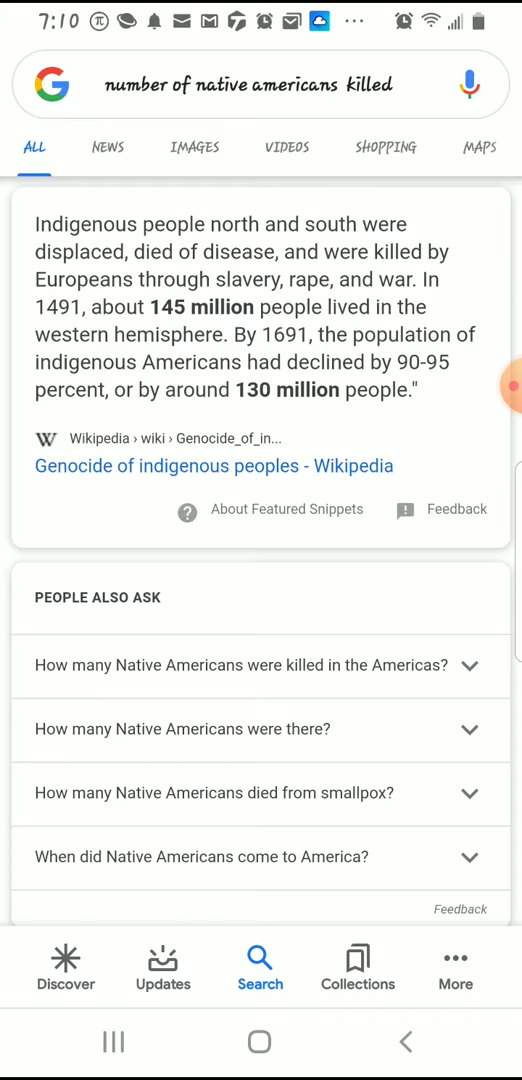 7:10
number of native americans killed
ALL NEWS IMAGES VIDEOS SHOPPING MAPS
Indigenous people north and south were
displaced, died of disease, and were killed by
Europeans through slavery, rape, and war. In
1491, about 145 million people lived in the
western hemisphere. By 1691, the population of
indigenous Americans had declined by 90-95
percent, or by around 130 million people."
W Wikipedia › wiki › Genocide_of_in...
Genocide of indigenous peoples - Wikipedia
About Featured Snippets Feedback
PEOPLE ALSO ASK
How many Native Americans were killed in the Americas?
How many Native Americans were there?
How many Native Americans died from smallpox?
When did Native Americans come to America?
Feedback
Discover Updates Search Collections More